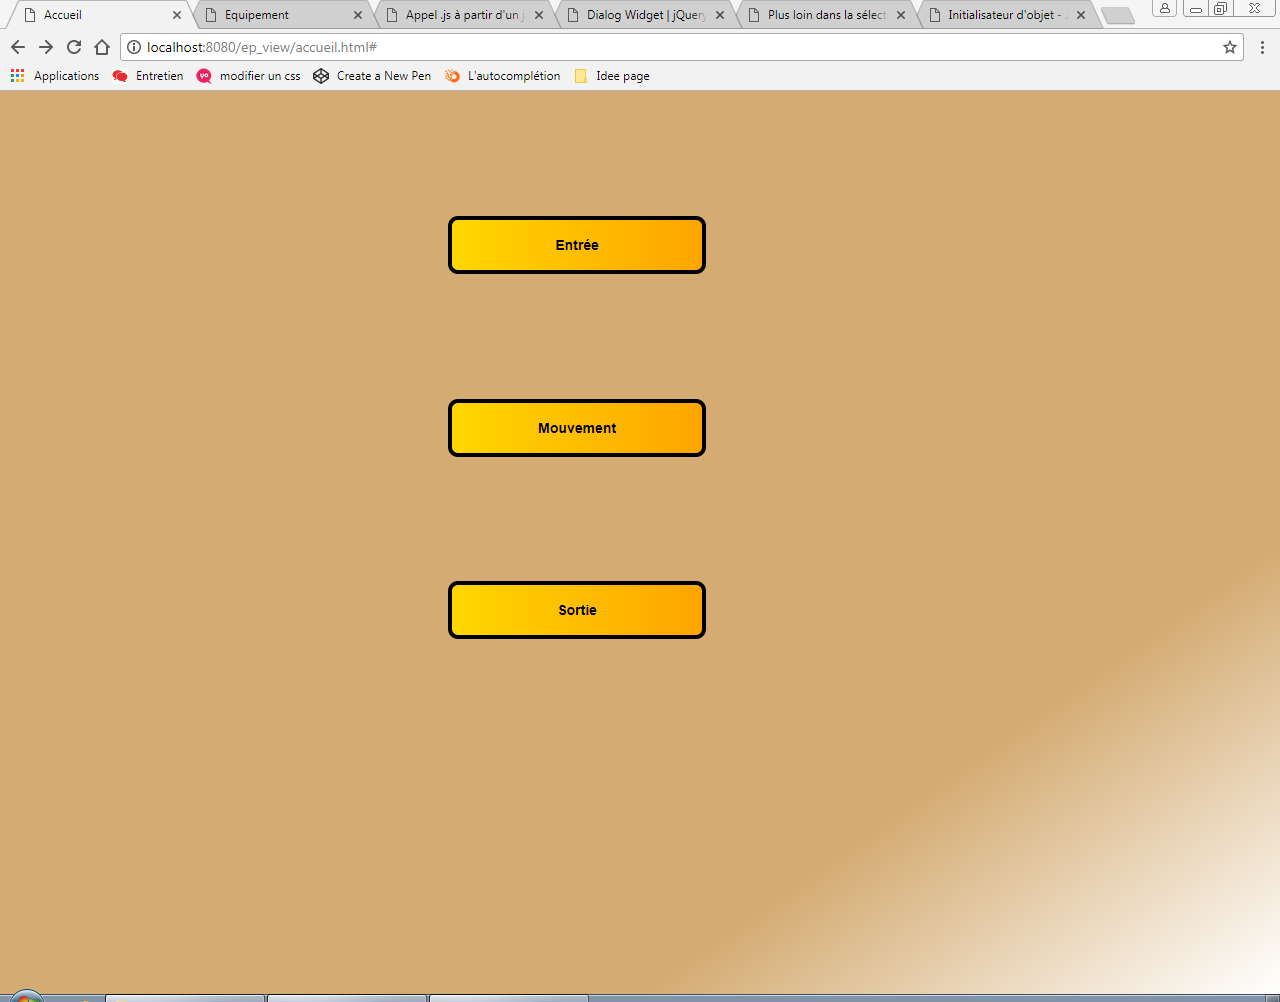 Accueil Equipement Appel .js à partir d'un j Dialog Widget | jQuery Plus loin dans la sélect Initialisateur d'objet -
localhost:8080/ep_view/accueil.html#
Applications Entretien modifier un css Create a New Pen L'autocomplétion Idee page
Entrée
Mouvement
Sortie